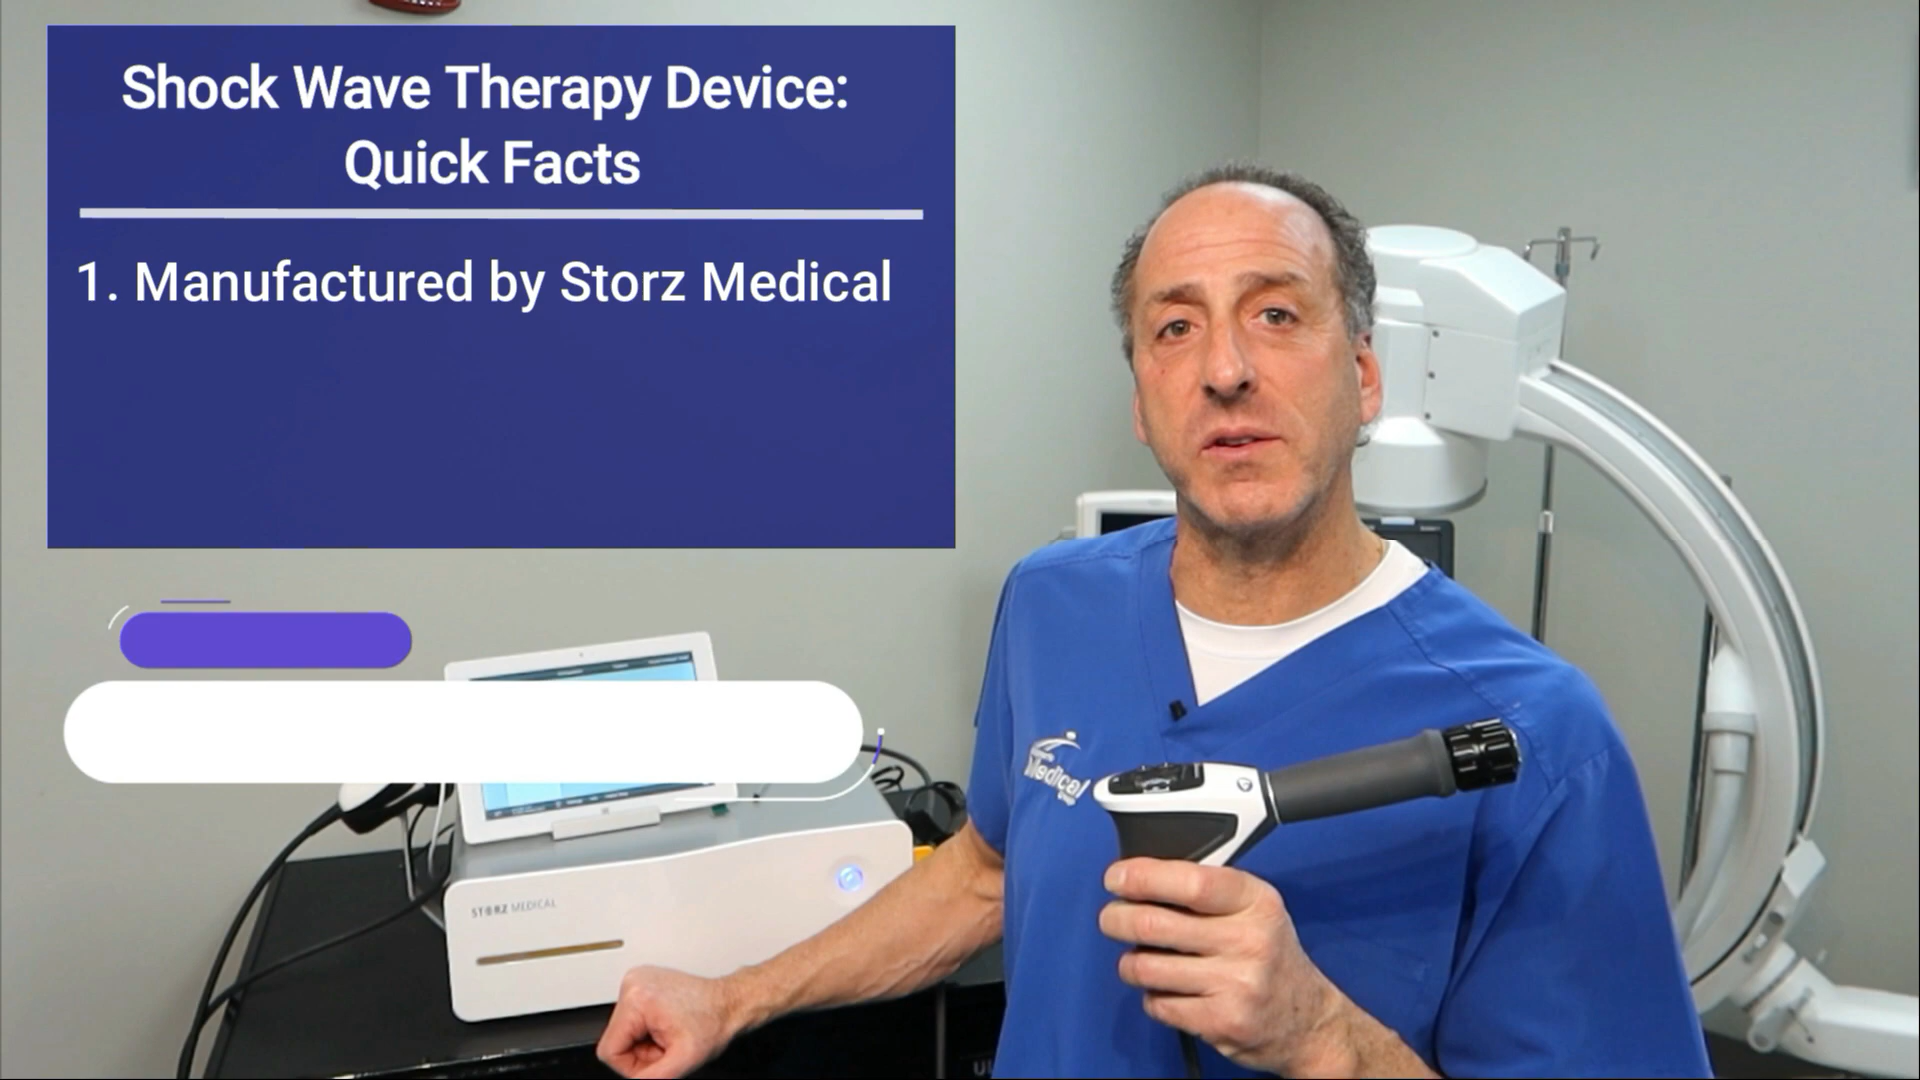 Shock Wave Therapy Device:
Quick Facts
1. Manufactured by Storz Medical
Medical
STORZ MEDICAL